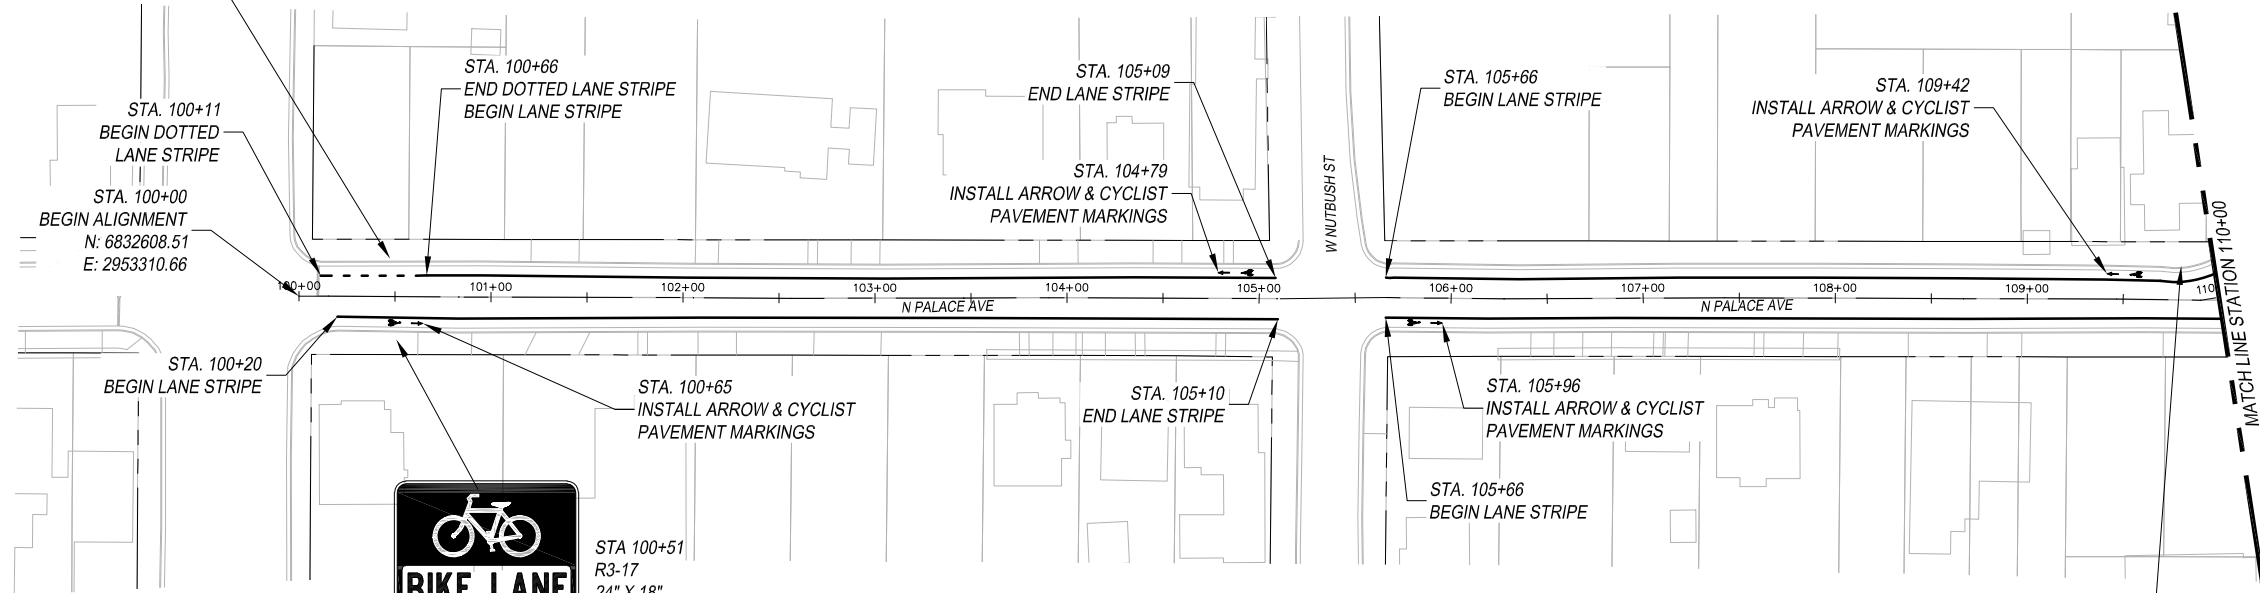 STA. 100+11
BEGIN DOTTED
LANE STRIPE
STA. 100+00
BEGIN ALIGNMENT
N: 6832608.51
E: 2953310.66
STA. 100+66
END DOTTED LANE STRIPE
BEGIN LANE STRIPE
STA. 105+09
END LANE STRIPE
STA. 104+79
INSTALL ARROW & CYCLIST
PAVEMENT MARKINGS
W NUTBUSH ST
STA. 105+66
BEGIN LANE STRIPE
STA. 109+42
INSTALL ARROW & CYCLIST
PAVEMENT MARKINGS
MATCH LINE STATION 110+00
100+00
101+00
102+00
103+00
104+00
105+00
106+00
107+00
108+00
109+00
110
N PALACE AVE
N PALACE AVE
STA. 100+20
BEGIN LANE STRIPE
STA. 100+65
INSTALL ARROW & CYCLIST
PAVEMENT MARKINGS
STA. 105+10
END LANE STRIPE
STA. 105+96
INSTALL ARROW & CYCLIST
PAVEMENT MARKINGS
STA. 105+66
BEGIN LANE STRIPE
BIKE LANE
STA 100+51
R3-17
24" X 18"